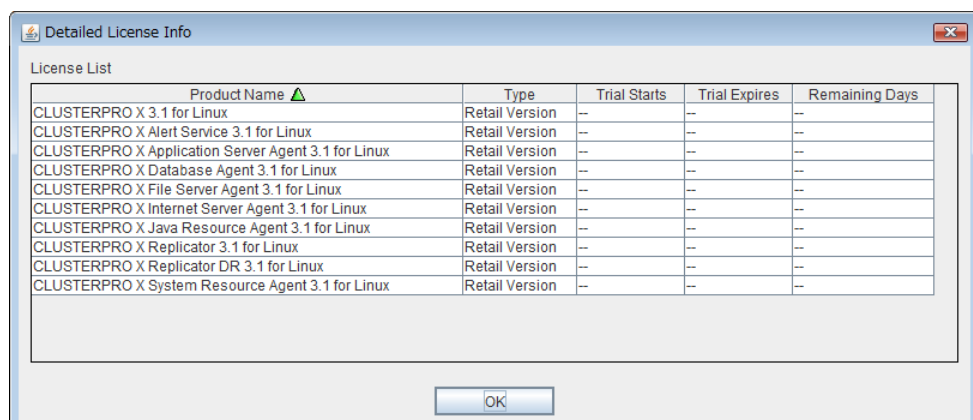 Detailed License Info
License List
Product Name Type Trial Starts Trial Expires Remaining Days
CLUSTERPRO X 3.1 for Linux Retail Version -- -- --
CLUSTERPRO X Alert Service 3.1 for Linux Retail Version -- -- --
CLUSTERPRO X Application Server Agent 3.1 for Linux Retail Version -- -- --
CLUSTERPRO X Database Agent 3.1 for Linux Retail Version -- -- --
CLUSTERPRO X File Server Agent 3.1 for Linux Retail Version -- -- --
CLUSTERPRO X Internet Server Agent 3.1 for Linux Retail Version -- -- --
CLUSTERPRO X Java Resource Agent 3.1 for Linux Retail Version -- -- --
CLUSTERPRO X Replicator 3.1 for Linux Retail Version -- -- --
CLUSTERPRO X Replicator DR 3.1 for Linux Retail Version -- -- --
CLUSTERPRO X System Resource Agent 3.1 for Linux Retail Version -- -- --
OK